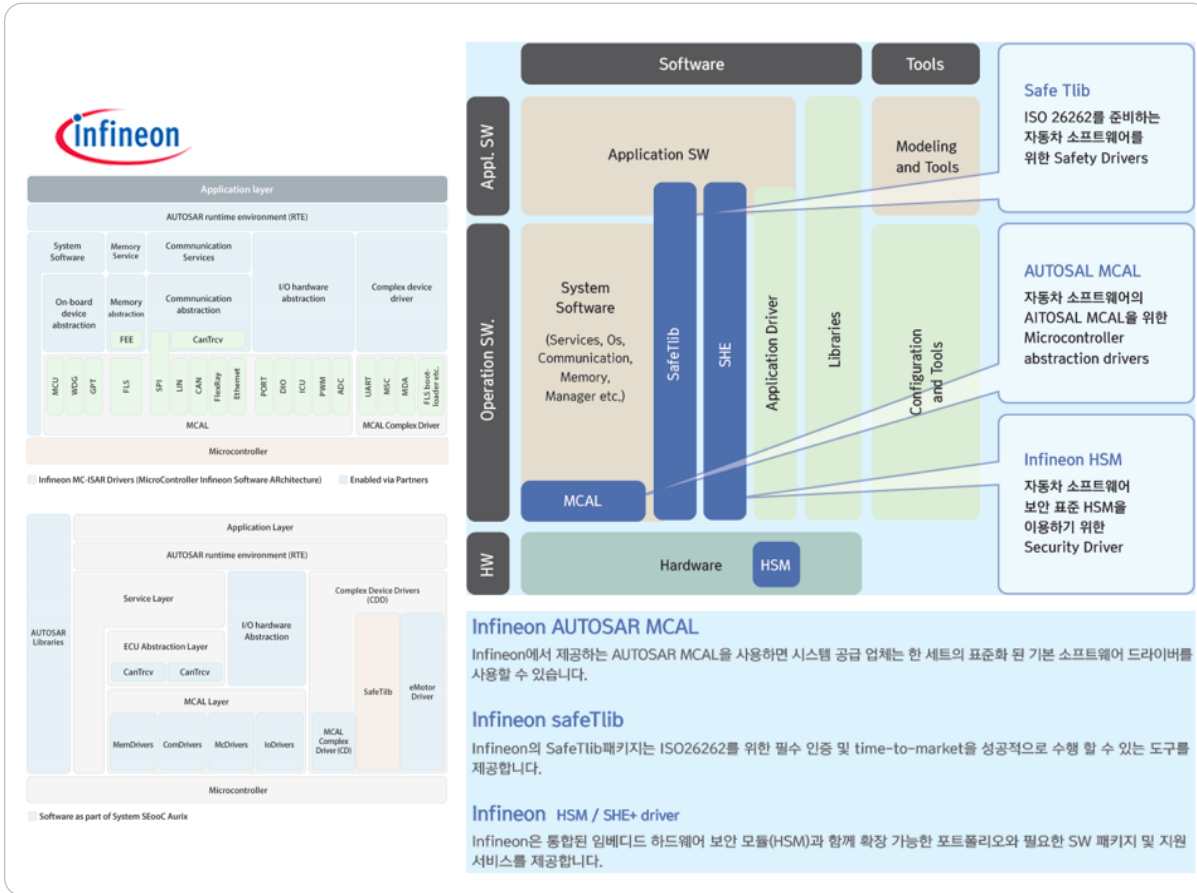 infineon
Application layer
AUTOSAR runtime environment (RTE)
System
Software
Memory
Service
Commnunication
Services
I/O hardware
abstraction
Complex device
driver
On-board
device
abstraction
Memory
abstraction
Commnunication
abstraction
FEE
CanTrcv
MCU
WDG
GPT
FLS
SPI
LIN
CAN
FlexRay
Ethernet
PORT
DIO
ICU
PWM
ADC
UART
MSC
MDA
FLS boot-
loader etc.
MCAL
MCAL Complex Driver
Microcontroller
Infineon MC-ISAR Drivers (MicroController Infineon Software ARchitecture)
Enabled via Partners
Application Layer
AUTOSAR runtime environment (RTE)
AUTOSAR
Libraries
Service Layer
I/O hardware
Abstraction
Complex Device Drivers
(CDD)
ECU Abstraction Layer
CanTrcv
CanTrcv
MCAL Layer
MemDrivers
ComDrivers
McDrivers
IoDrivers
MCAL
Complex
Driver (CD)
SafeTilb
eMotor
Driver
Microcontroller
Software as part of System SEooC Aurix
Software
Tools
Appl. SW
Operation SW.
HW
Application SW
Modeling
and Tools
System
Software
(Services, Os,
Communication,
Memory,
Manager etc.)
SafeTlib
SHE
Application Driver
Libraries
Configuration
and Tools
MCAL
Hardware
HSM
Safe Tlib
ISO 26262를 준비하는
자동차 소프트웨어를
위한 Safety Drivers
AUTOSAL MCAL
자동차 소프트웨어의
AITOSAL MCAL을 위한
Microcontroller
abstraction drivers
Infineon HSM
자동차 소프트웨어
보안 표준 HSM을
이용하기 위한
Security Driver
Infineon AUTOSAR MCAL
Infineon에서 제공하는 AUTOSAR MCAL을 사용하면 시스템 공급 업체는 한 세트의 표준화 된 기본 소프트웨어 드라이버를
사용할 수 있습니다.
Infineon safeTlib
Infineon의 SafeTlib패키지는 ISO26262를 위한 필수 인증 및 time-to-market을 성공적으로 수행 할 수 있는 도구를
제공합니다.
Infineon HSM / SHE+ driver
Infineon은 통합된 임베디드 하드웨어 보안 모듈(HSM)과 함께 확장 가능한 포트폴리오와 필요한 SW 패키지 및 지원
서비스를 제공합니다.